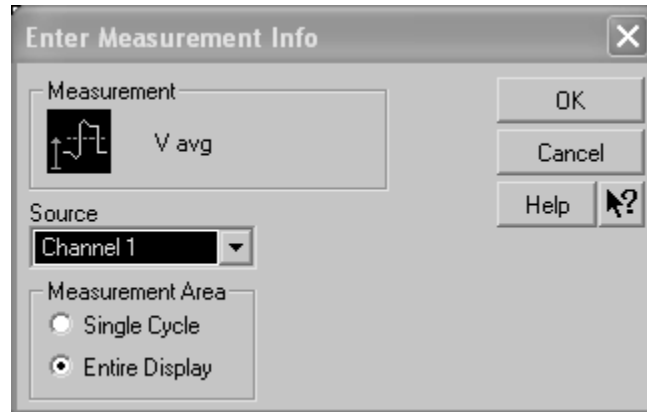 Enter Measurement Info
Measurement
V avg
OK
Cancel
Help
?
Source
Channel 1
Measurement Area
Single Cycle
Entire Display